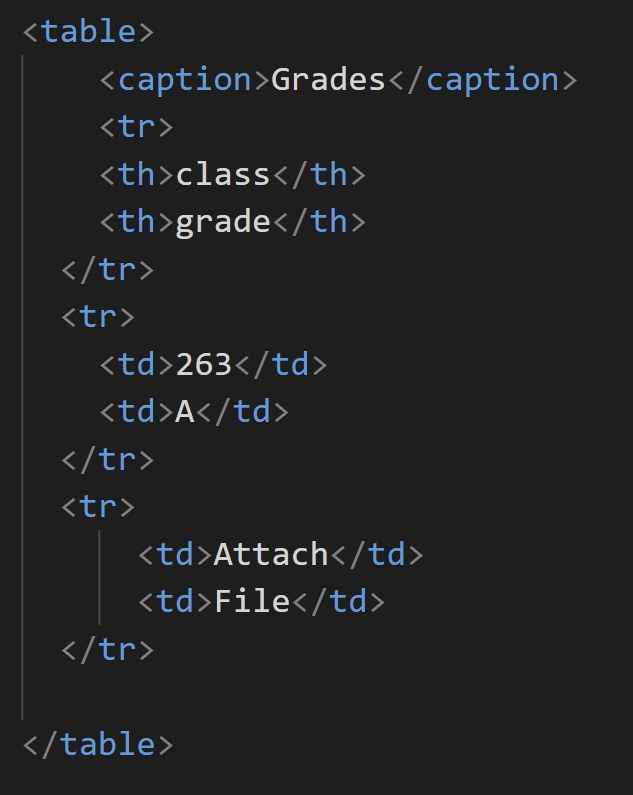 <table>
<caption>Grades</caption>
<tr>
<th>class</th>
<th>grade</th>
</tr>
<tr>
<td>263</td>
<td>A</td>
</tr>
<tr>
<td>Attach</td>
<td>File</td>
</tr>
</table>